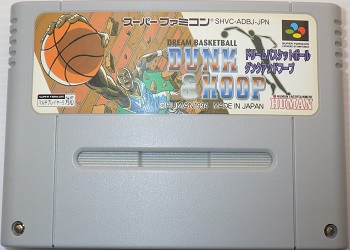 スーパーファミコン SHVC-ADBJ-JPN
DREAM BASKETBALL
DUNK & HOOP
ドリームバスケットボール
ダンクアンドフープ
©HUMAN 1994 MADE IN JAPAN
HUMAN